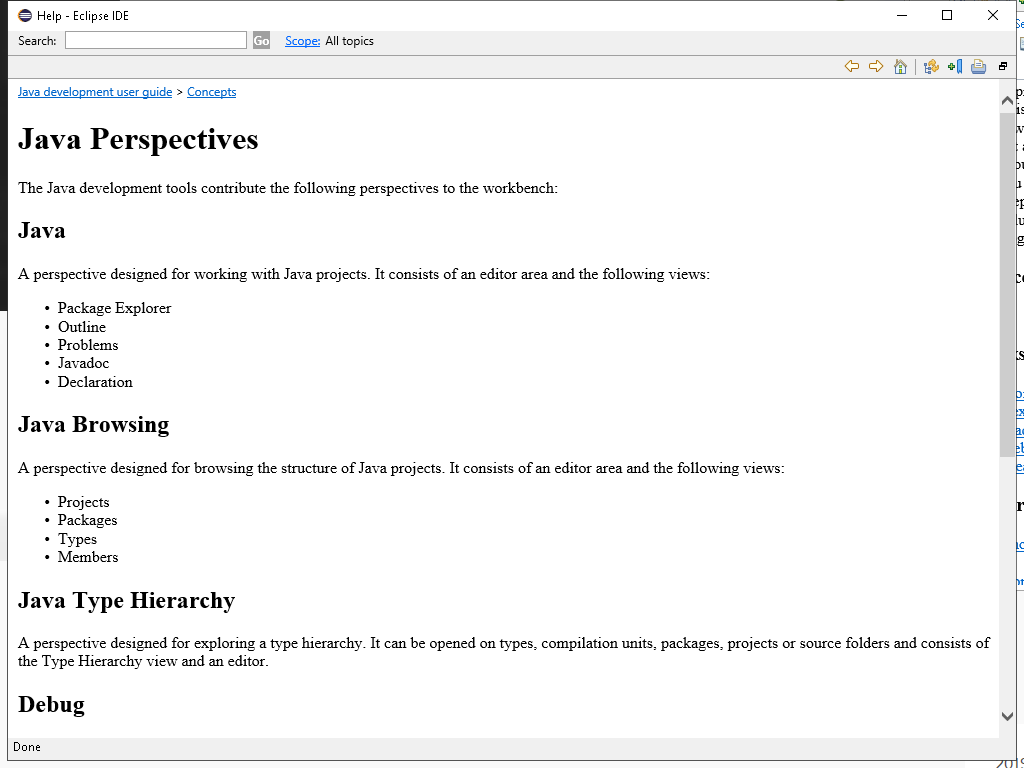 Help - Eclipse IDE
Search:
Go
Scope: All topics
Java development user guide > Concepts
Java Perspectives
The Java development tools contribute the following perspectives to the workbench:
Java
A perspective designed for working with Java projects. It consists of an editor area and the following views:
• Package Explorer
• Outline
• Problems
• Javadoc
• Declaration
Java Browsing
A perspective designed for browsing the structure of Java projects. It consists of an editor area and the following views:
• Projects
• Packages
• Types
• Members
Java Type Hierarchy
A perspective designed for exploring a type hierarchy. It can be opened on types, compilation units, packages, projects or source folders and consists of
the Type Hierarchy view and an editor.
Debug
Done